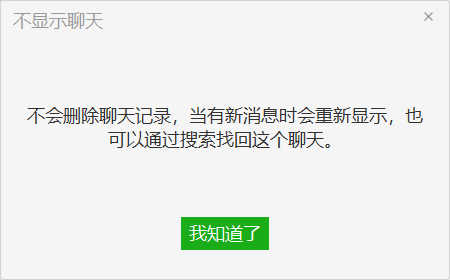 不显示聊天
不会删除聊天记录，当有新消息时会重新显示，也
可以通过搜索找回这个聊天。
我知道了